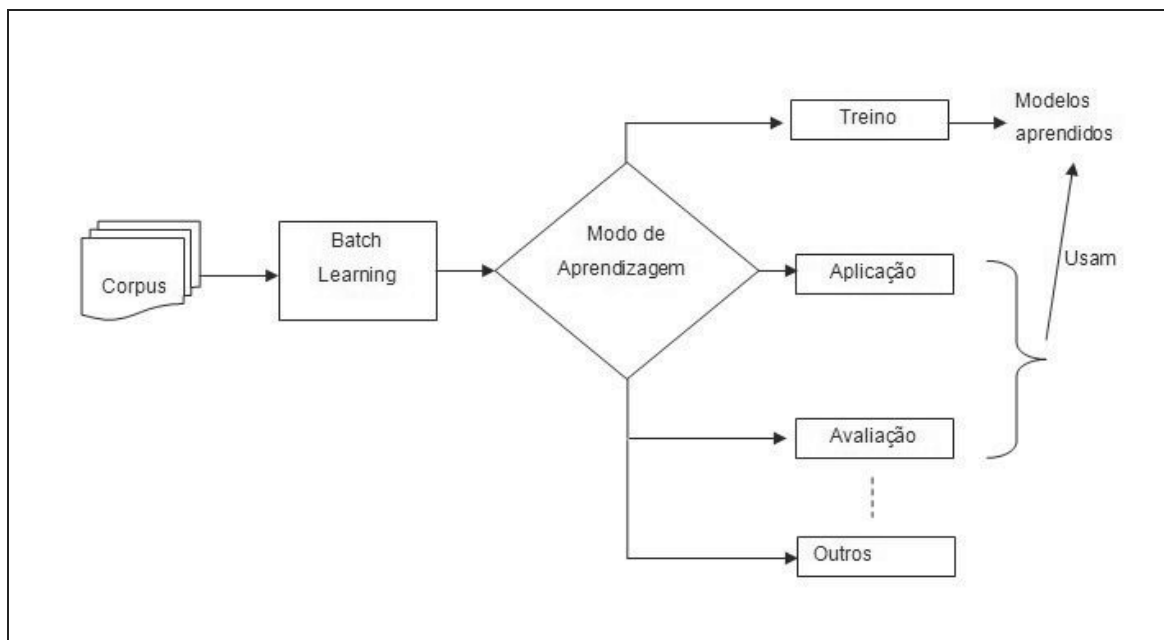 Corpus
Batch
Learning
Modo de
Aprendizagem
Treino
Modelos
aprendidos
Aplicação
Usam
Avaliação
Outros